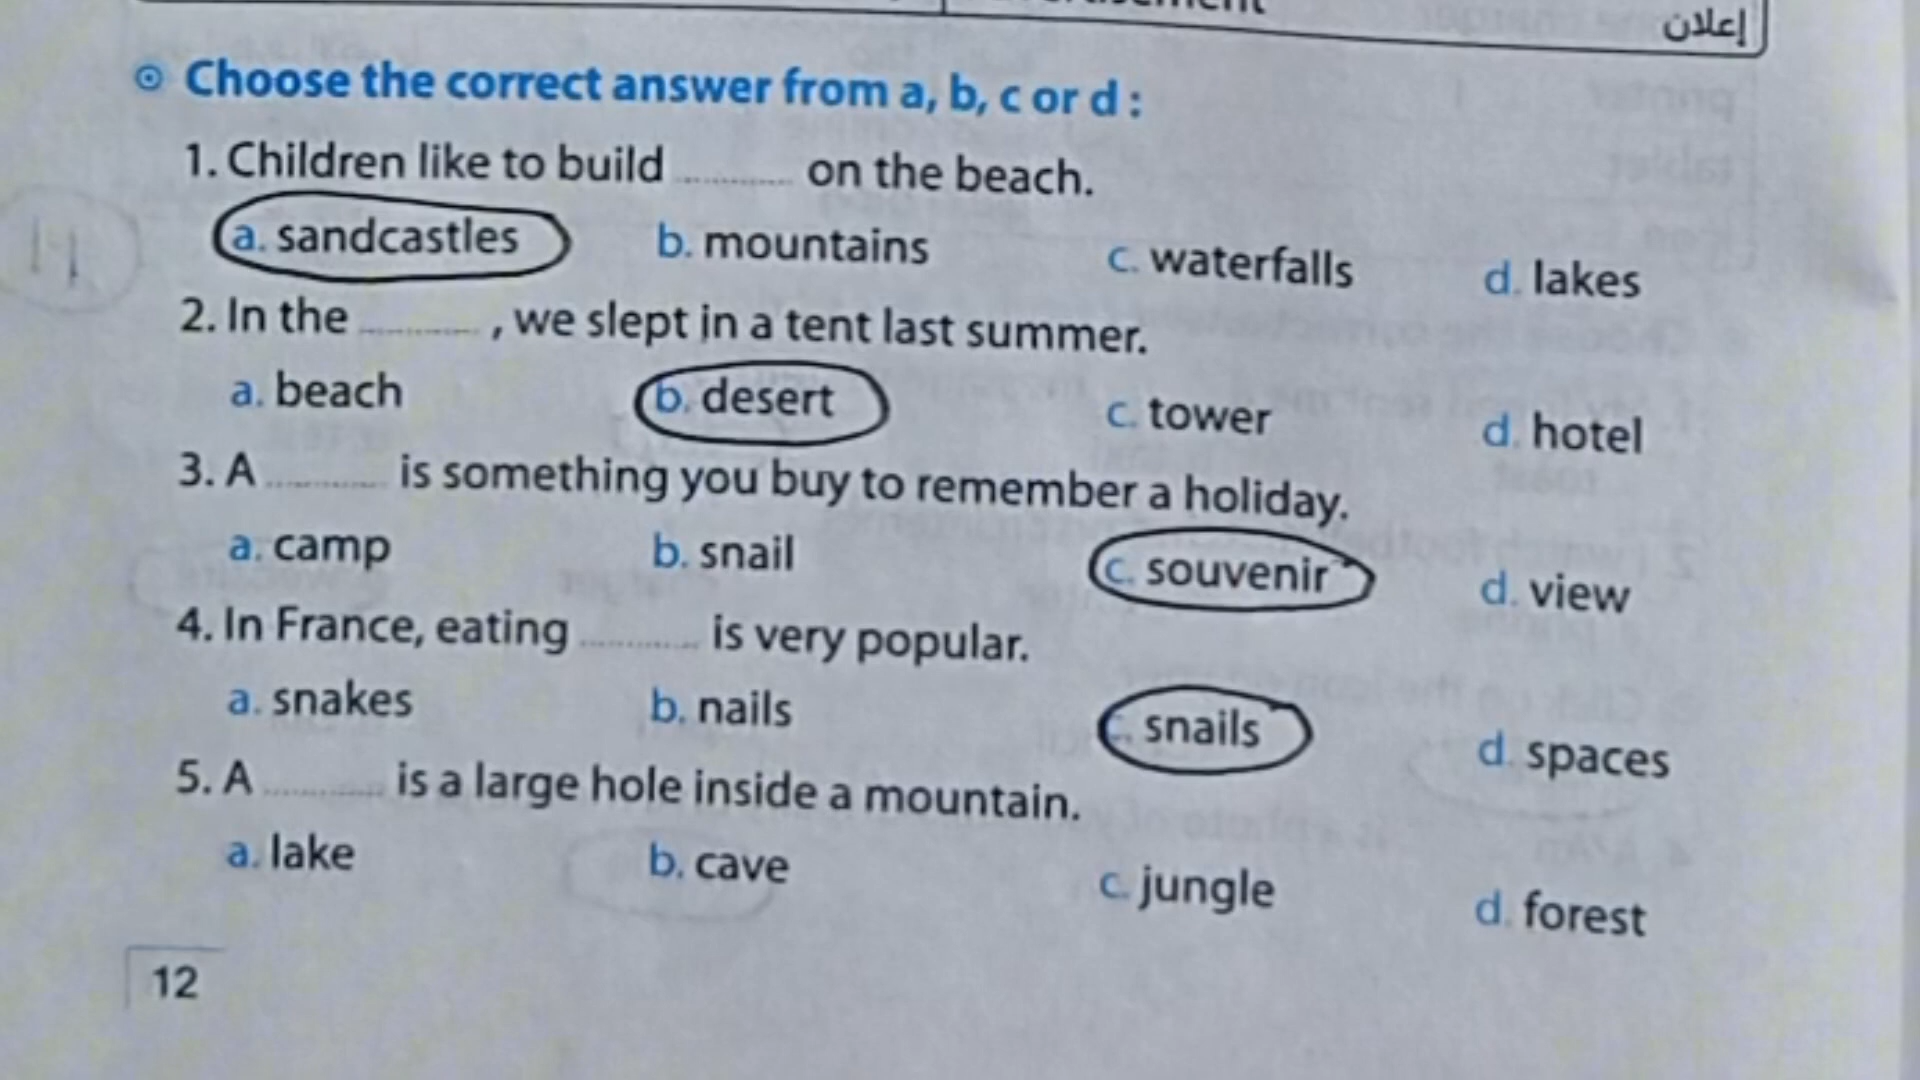 إعلان
Choose the correct answer from a, b, c or d :
1. Children like to build ............ on the beach.
a. sandcastles b. mountains c. waterfalls d. lakes
2. In the ............ , we slept in a tent last summer.
a. beach b. desert c. tower d. hotel
3. A ............ is something you buy to remember a holiday.
a. camp b. snail c. souvenir d. view
4. In France, eating ............ is very popular.
a. snakes b. nails c. snails d. spaces
5. A ............ is a large hole inside a mountain.
a. lake b. cave c. jungle d. forest
12